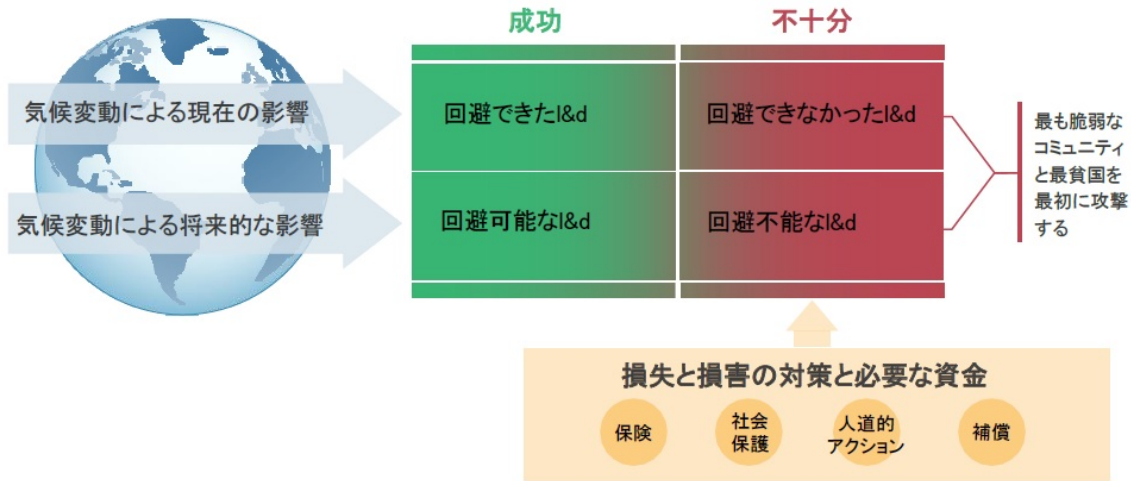 成功
不十分
気候変動による現在の影響
回避できたl&d
回避できなかったl&d
気候変動による将来的な影響
回避可能なl&d
回避不能なl&d
最も脆弱な
コミュニティ
と最貧国を
最初に攻撃
する
損失と損害の対策と必要な資金
保険
社会
保護
人道的
アクション
補償